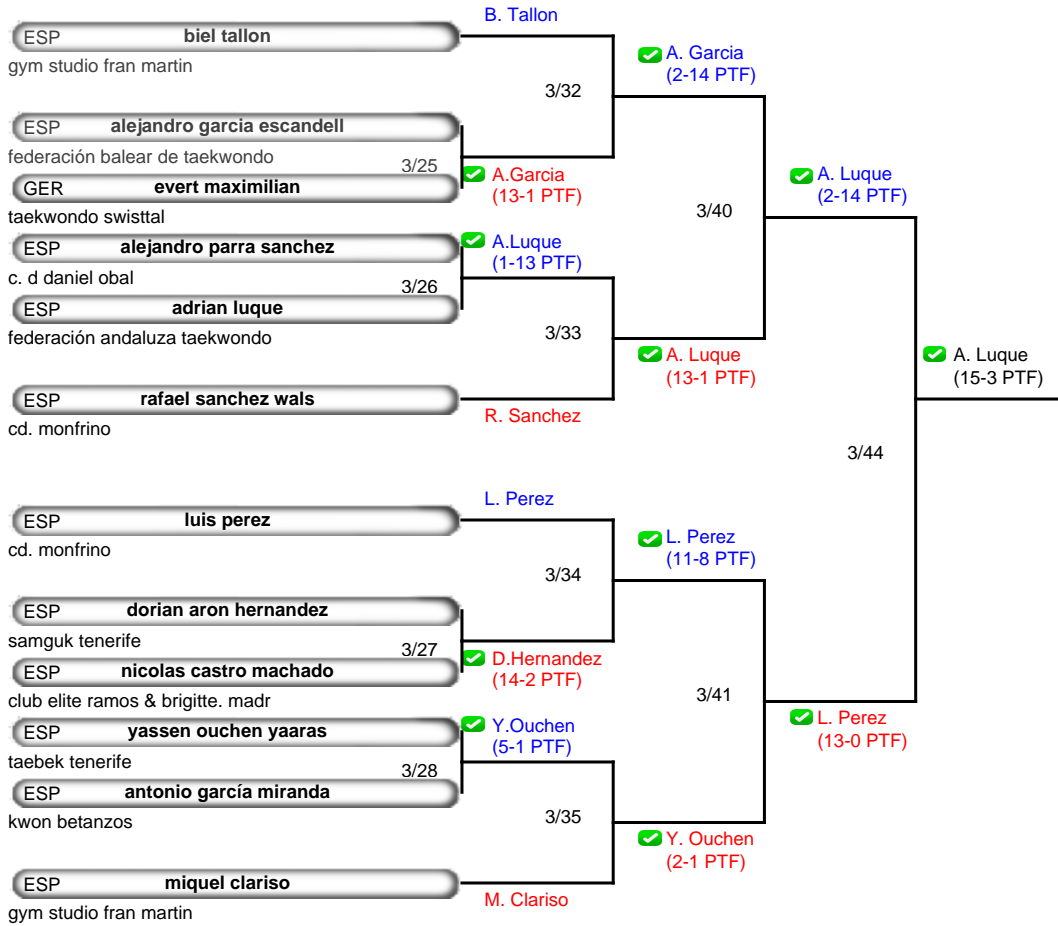 B. Tallon
ESP biel tallon
gym studio fran martin
A. Garcia
(2-14 PTF)
3/32
ESP alejandro garcia escandell
federación balear de taekwondo
3/25
A.Garcia
(13-1 PTF)
GER evert maximilian
taekwondo swisttal
A. Luque
(2-14 PTF)
3/40
ESP alejandro parra sanchez
c. d daniel obal
A.Luque
(1-13 PTF)
3/26
ESP adrian luque
federación andaluza taekwondo
3/33
A. Luque
(13-1 PTF)
A. Luque
(15-3 PTF)
ESP rafael sanchez wals
cd. monfrino
R. Sanchez
3/44
L. Perez
ESP luis perez
cd. monfrino
L. Perez
(11-8 PTF)
3/34
ESP dorian aron hernandez
samguk tenerife
3/27
D.Hernandez
(14-2 PTF)
ESP nicolas castro machado
club elite ramos & brigitte. madr
3/41
L. Perez
(13-0 PTF)
ESP yassen ouchen yaaras
taebek tenerife
Y.Ouchen
(5-1 PTF)
3/28
ESP antonio garcía miranda
kwon betanzos
3/35
Y. Ouchen
(2-1 PTF)
ESP miquel clariso
gym studio fran martin
M. Clariso